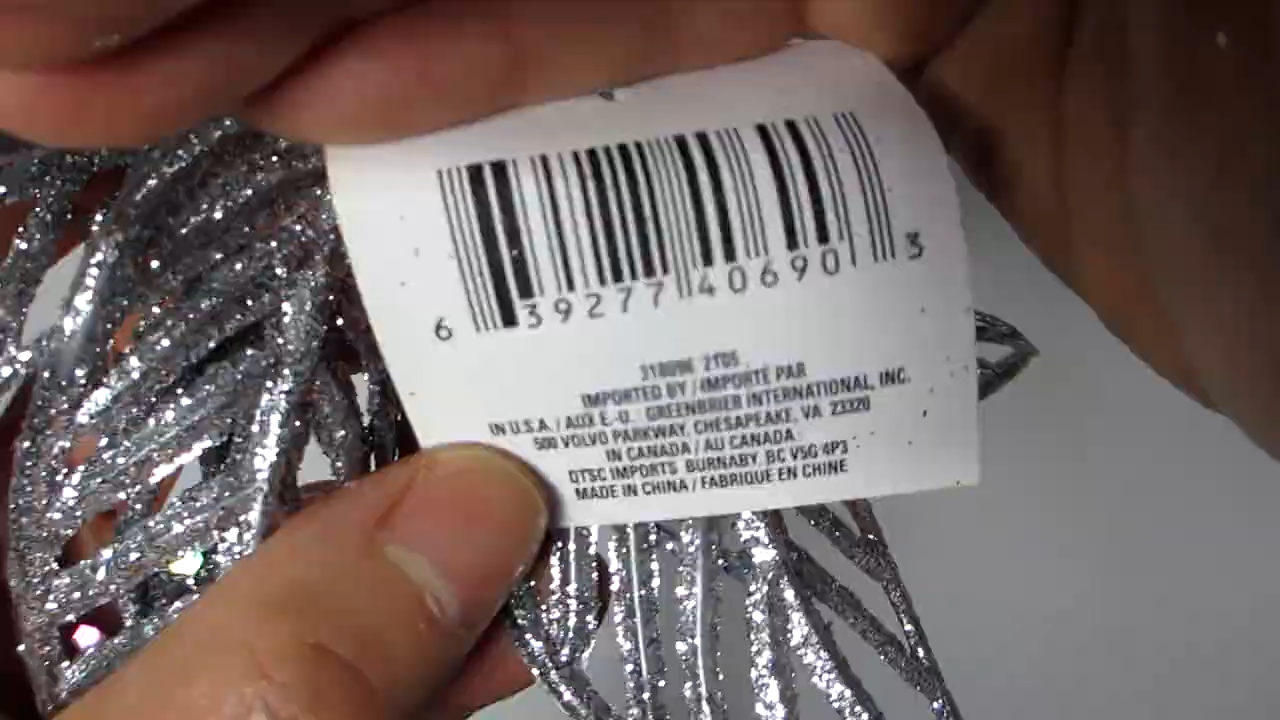 6 39277 40690 3
IMPORTED BY / IMPORTÉ PAR
IN U.S.A. / AUX É.-U. GREENBRIER INTERNATIONAL, INC.
500 VOLVO PARKWAY, CHESAPEAKE, VA 23320
IN CANADA / AU CANADA
DTSC IMPORTS BURNABY, BC V5G 4P3
MADE IN CHINA / FABRIQUÉ EN CHINE